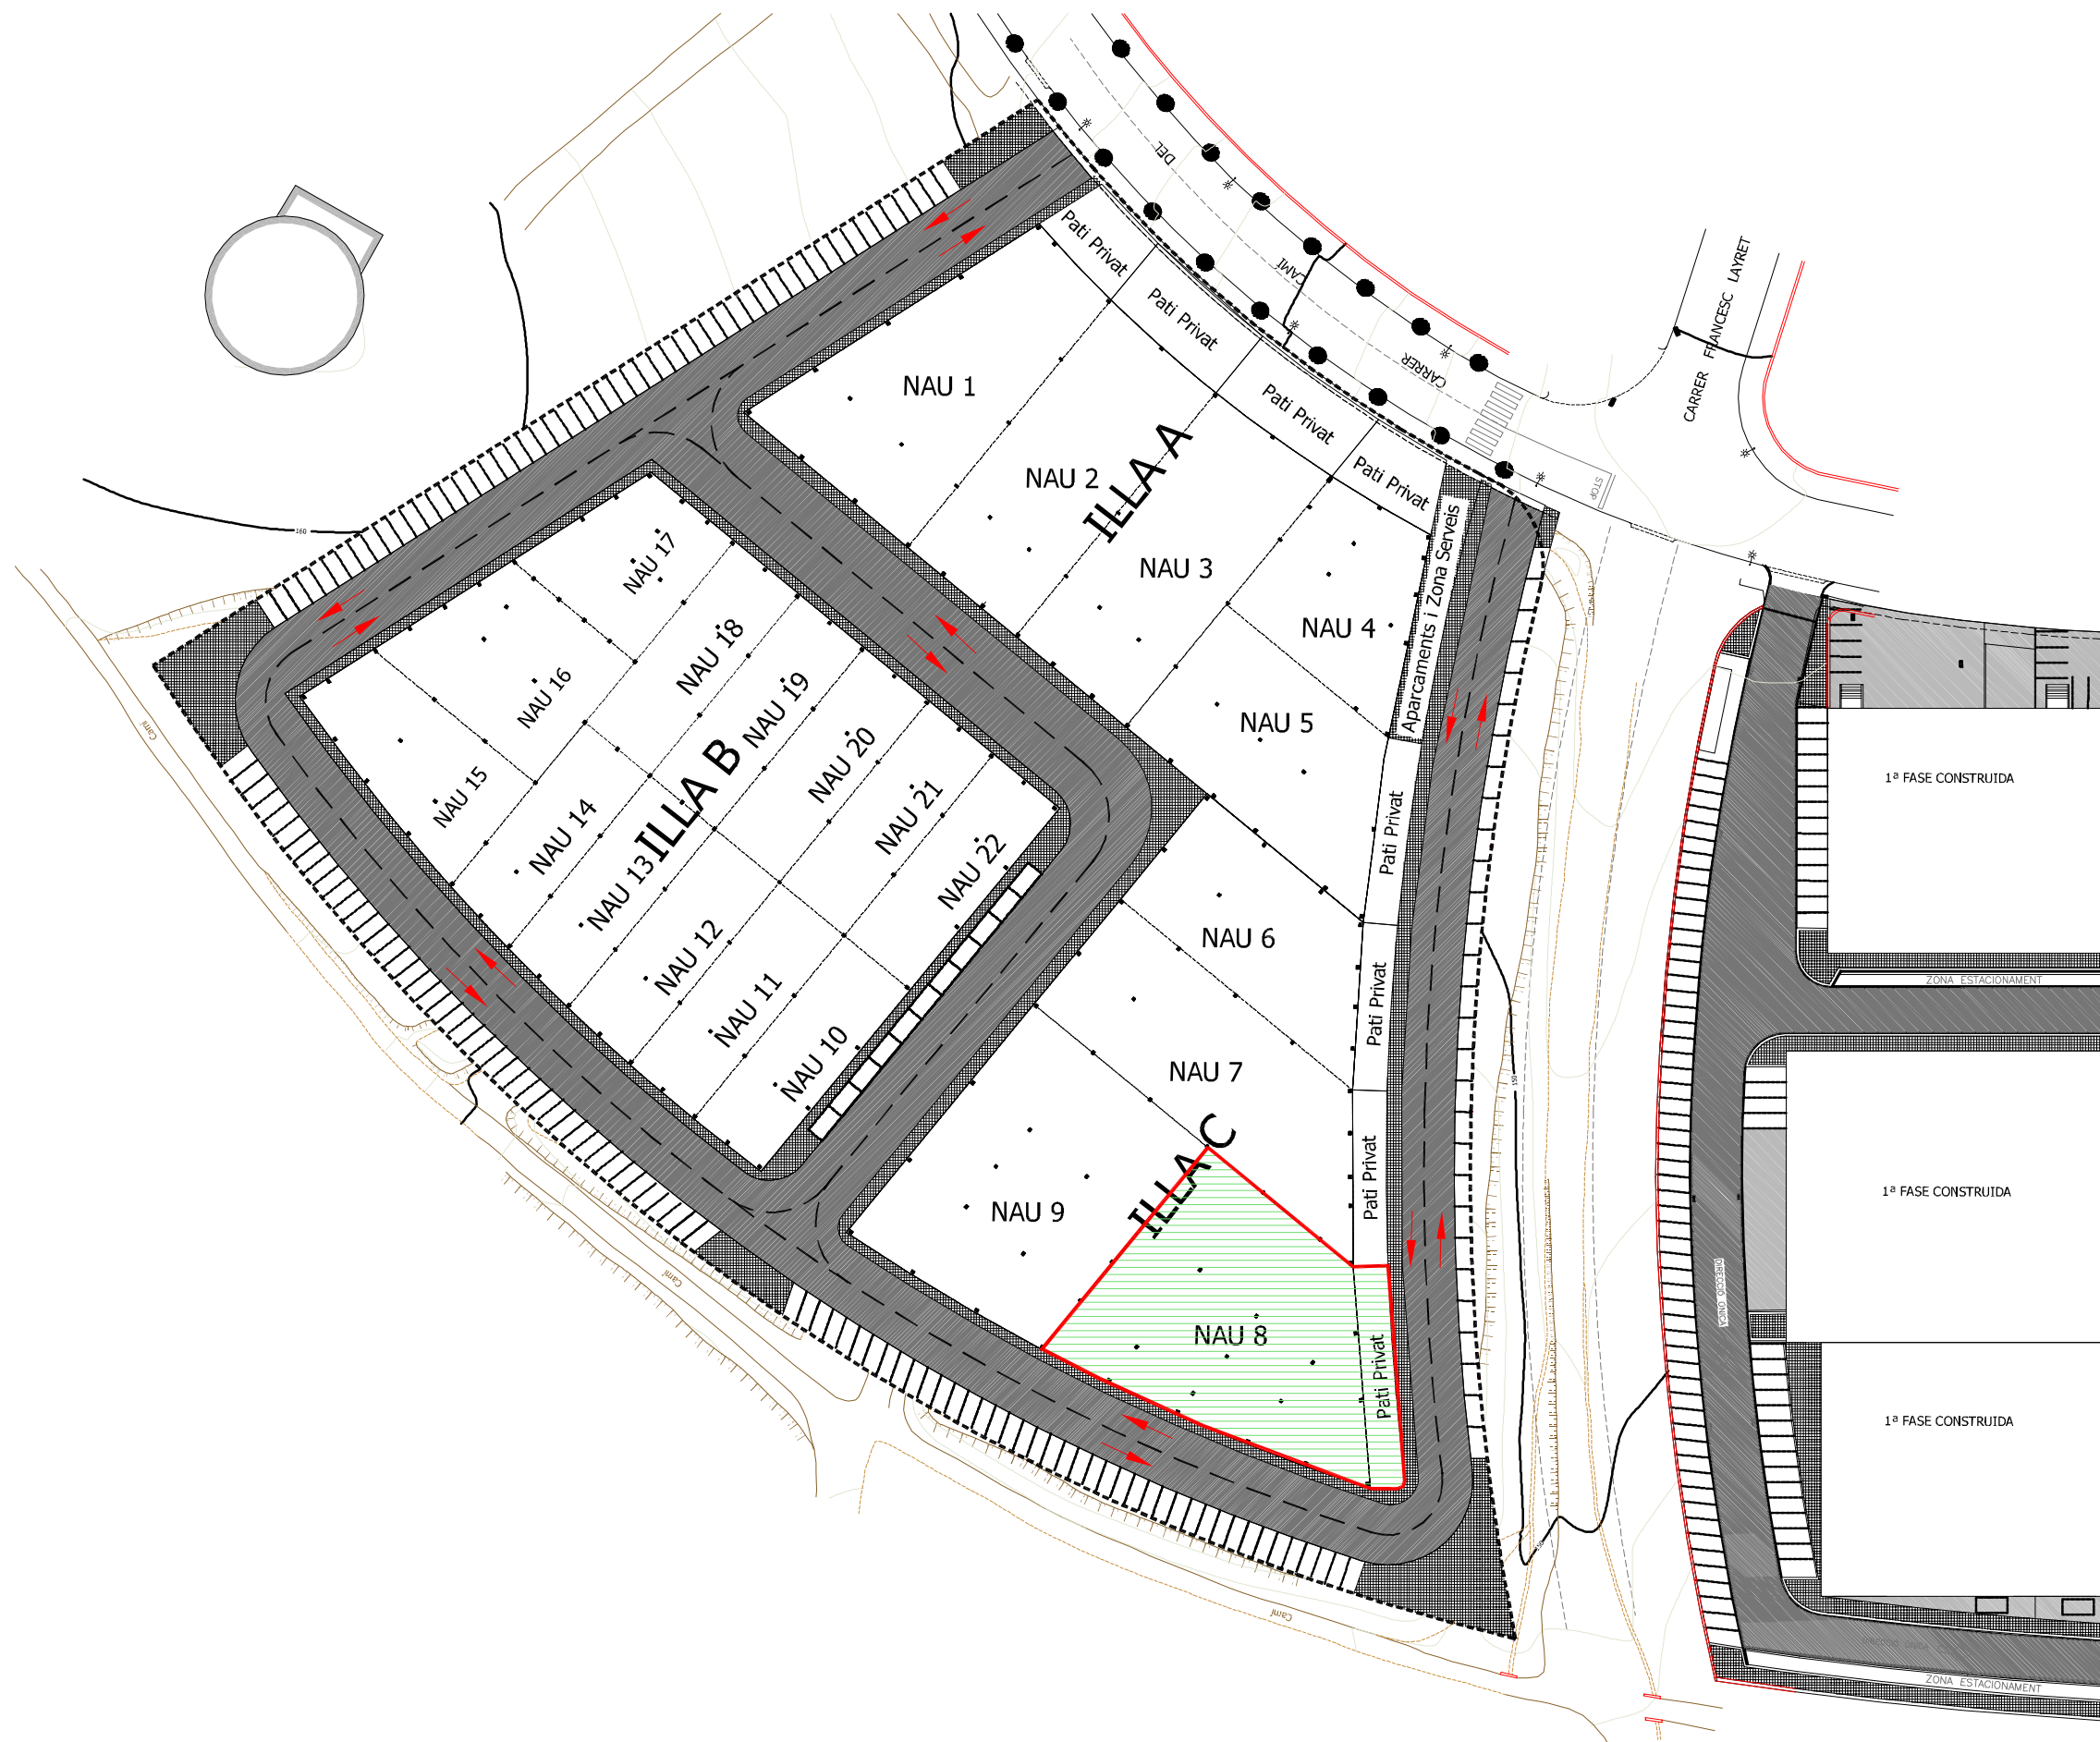 DEL
CAMI
CARRER
CARRER FRANCESC LAYRET
STOP
Pati Privat
Pati Privat
Pati Privat
Pati Privat
NAU 1
NAU 2
ILLA A
NAU 3
NAU 4
NAU 5
Aparcaments i Zona Serveis
160
Camí
NAU 17
NAU 16
NAU 15
NAU 18
NAU 19
NAU 14
ILLA B
NAU 13
NAU 20
NAU 21
NAU 22
NAU 12
NAU 11
NAU 10
Pati Privat
Pati Privat
Pati Privat
Pati Privat
NAU 6
NAU 7
ILLA C
NAU 9
NAU 8
150
Camí
Camí
1ª FASE CONSTRUIDA
ZONA ESTACIONAMENT
1ª FASE CONSTRUIDA
DIRECCIÓ ÚNICA
1ª FASE CONSTRUIDA
ZONA ESTACIONAMENT